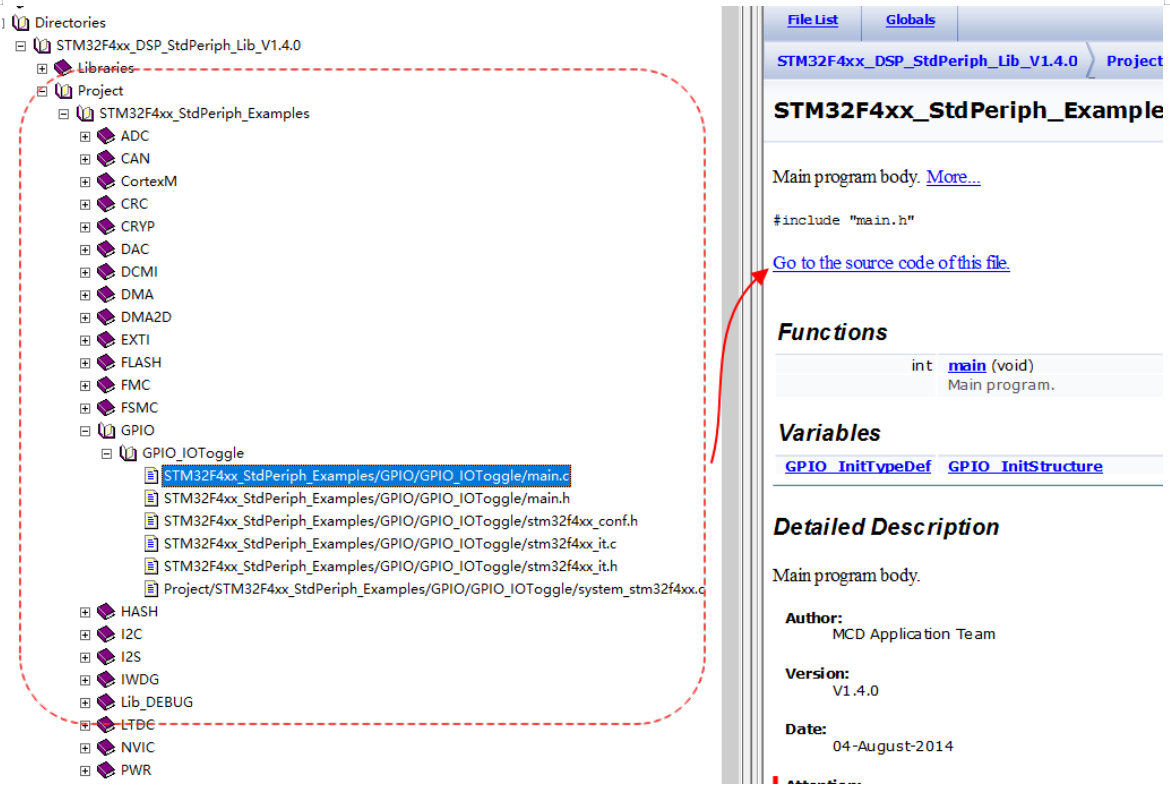 Directories
STM32F4xx_DSP_StdPeriph_Lib_V1.4.0
Libraries
Project
STM32F4xx_StdPeriph_Examples
ADC
CAN
CortexM
CRC
CRYP
DAC
DCMI
DMA
DMA2D
EXTI
FLASH
FMC
FSMC
GPIO
GPIO_IOToggle
STM32F4xx_StdPeriph_Examples/GPIO/GPIO_IOToggle/main.c
STM32F4xx_StdPeriph_Examples/GPIO/GPIO_IOToggle/main.h
STM32F4xx_StdPeriph_Examples/GPIO/GPIO_IOToggle/stm32f4xx_conf.h
STM32F4xx_StdPeriph_Examples/GPIO/GPIO_IOToggle/stm32f4xx_it.c
STM32F4xx_StdPeriph_Examples/GPIO/GPIO_IOToggle/stm32f4xx_it.h
Project/STM32F4xx_StdPeriph_Examples/GPIO/GPIO_IOToggle/system_stm32f4xx.c
HASH
I2C
I2S
IWDG
Lib_DEBUG
LTDC
NVIC
PWR
File List Globals
STM32F4xx_DSP_StdPeriph_Lib_V1.4.0 Project
STM32F4xx_StdPeriph_Example
Main program body. More...
#include "main.h"
Go to the source code of this file.
Functions
int main (void)
Main program.
Variables
GPIO_InitTypeDef GPIO_InitStructure
Detailed Description
Main program body.
Author:
MCD Application Team
Version:
V1.4.0
Date:
04-August-2014
Attention: